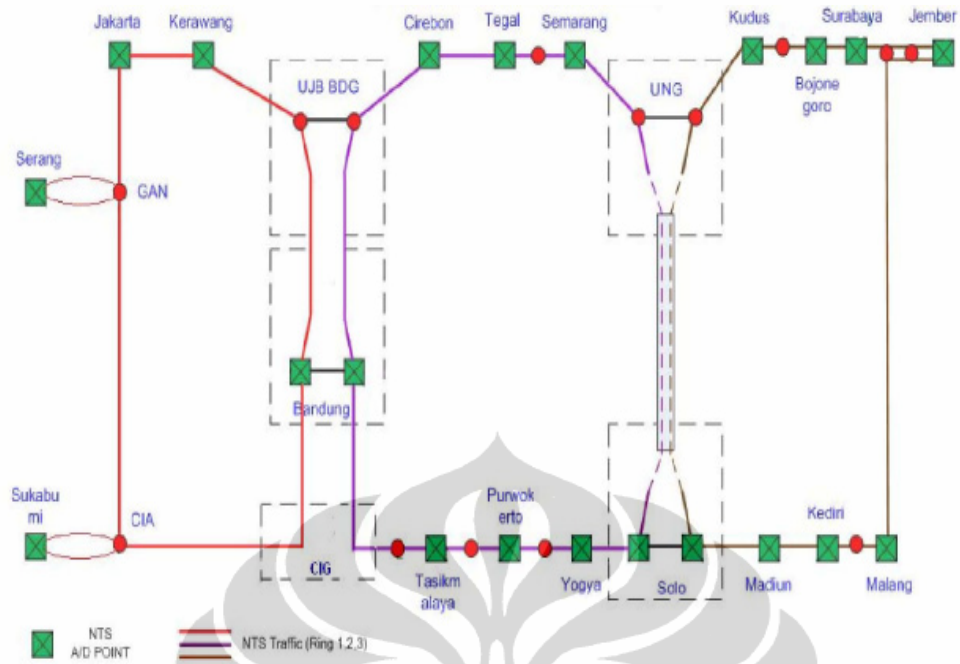 Jakarta
Kerawang
Cirebon
Tegal
Semarang
Kudus
Surabaya
Jember
UJB BDG
UNG
Bojone
goro
Serang
GAN
Bandung
Sukabu
mi
CIA
CIG
Tasikm
alaya
Purwok
erto
Yogya
Solo
Madiun
Kediri
Malang
NTS
A/D POINT
NTS Traffic (Ring 1,2,3)